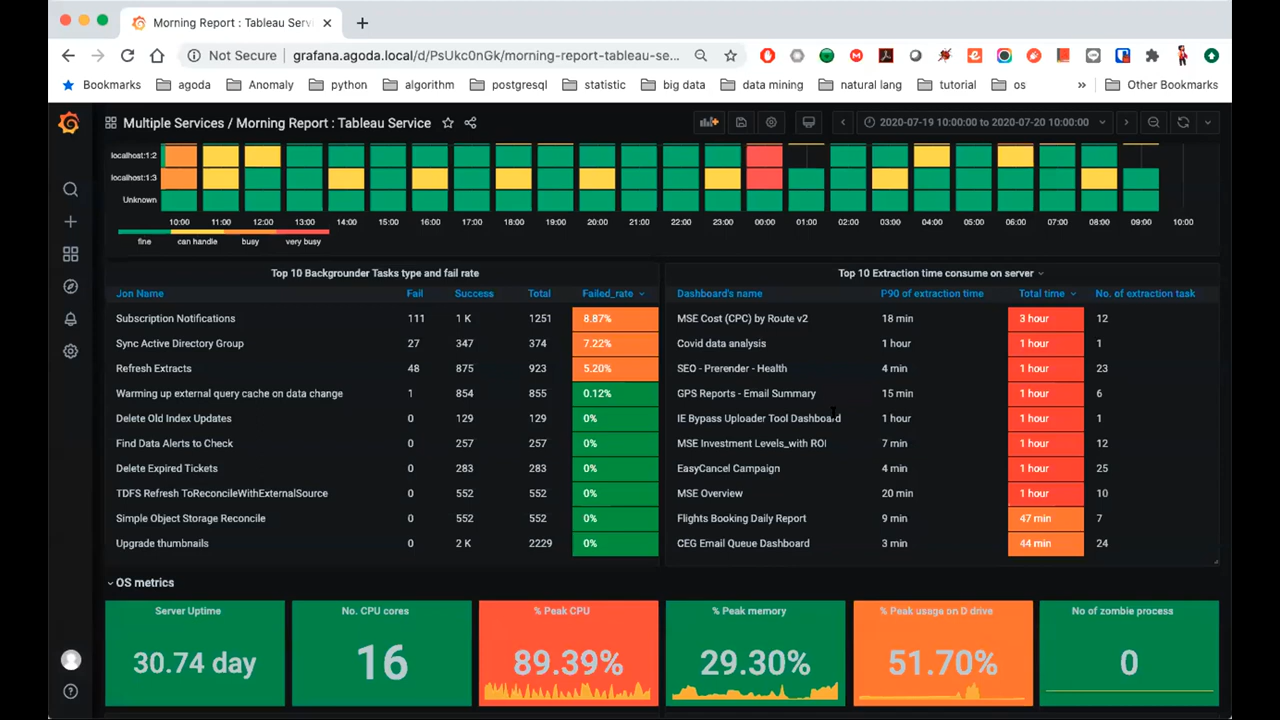 Morning Report : Tableau Servi
Not Secure grafana.agoda.local/d/PsUkc0nGk/morning-report-tableau-se...
Bookmarks agoda Anomaly python algorithm postgresql statistic big data data mining natural lang tutorial os » Other Bookmarks
Multiple Services / Morning Report : Tableau Service 2020-07-19 10:00:00 to 2020-07-20 10:00:00
localhost:1:2
localhost:1:3
Unknown
10:00 11:00 12:00 13:00 14:00 15:00 16:00 17:00 18:00 19:00 20:00 21:00 22:00 23:00 00:00 01:00 02:00 03:00 04:00 05:00 06:00 07:00 08:00 09:00 10:00
fine can handle busy very busy
Top 10 Backgrounder Tasks type and fail rate
Jon Name Fail Success Total Failed_rate
Subscription Notifications 111 1 K 1251 8.87%
Sync Active Directory Group 27 347 374 7.22%
Refresh Extracts 48 875 923 5.20%
Warming up external query cache on data change 1 854 855 0.12%
Delete Old Index Updates 0 129 129 0%
Find Data Alerts to Check 0 257 257 0%
Delete Expired Tickets 0 283 283 0%
TDFS Refresh ToReconcileWithExternalSource 0 552 552 0%
Simple Object Storage Reconcile 0 552 552 0%
Upgrade thumbnails 0 2 K 2229 0%
Top 10 Extraction time consume on server
Dashboard's name P90 of extraction time Total time No. of extraction task
MSE Cost (CPC) by Route v2 18 min 3 hour 12
Covid data analysis 1 hour 1 hour 1
SEO - Prerender - Health 4 min 1 hour 23
GPS Reports - Email Summary 15 min 1 hour 6
IE Bypass Uploader Tool Dashboard 1 hour 1 hour 1
MSE Investment Levels_with ROI 7 min 1 hour 12
EasyCancel Campaign 4 min 1 hour 25
MSE Overview 20 min 1 hour 10
Flights Booking Daily Report 9 min 47 min 7
CEG Email Queue Dashboard 3 min 44 min 24
OS metrics
Server Uptime No. CPU cores % Peak CPU % Peak memory % Peak usage on D drive No of zombie process
30.74 day 16 89.39% 29.30% 51.70% 0